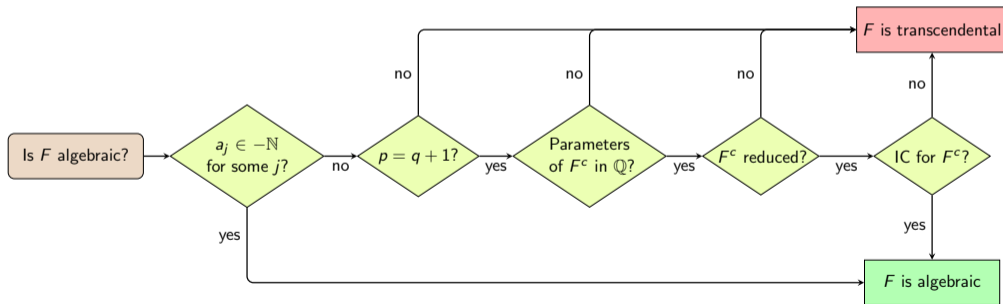 F is transcendental
no
no
no
no
Is F algebraic?
a_j ∈ −ℕ
for some j?
no
p = q + 1?
yes
Parameters
of F^c in ℚ?
yes
F^c reduced?
yes
IC for F^c?
yes
yes
F is algebraic